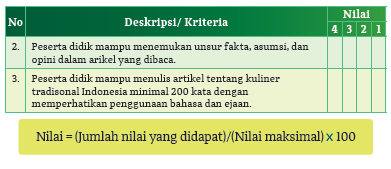 No Deskripsi/ Kriteria Nilai
4 3 2 1
2. Peserta didik mampu menemukan unsur fakta, asumsi, dan
opini dalam arikel yang dibaca.
3. Peserta didik mampu menulis artikel tentang kuliner
tradisonal Indonesia minimal 200 kata dengan
memperhatikan penggunaan bahasa dan ejaan.
Nilai = (Jumlah nilai yang didapat)/(Nilai maksimal) x 100